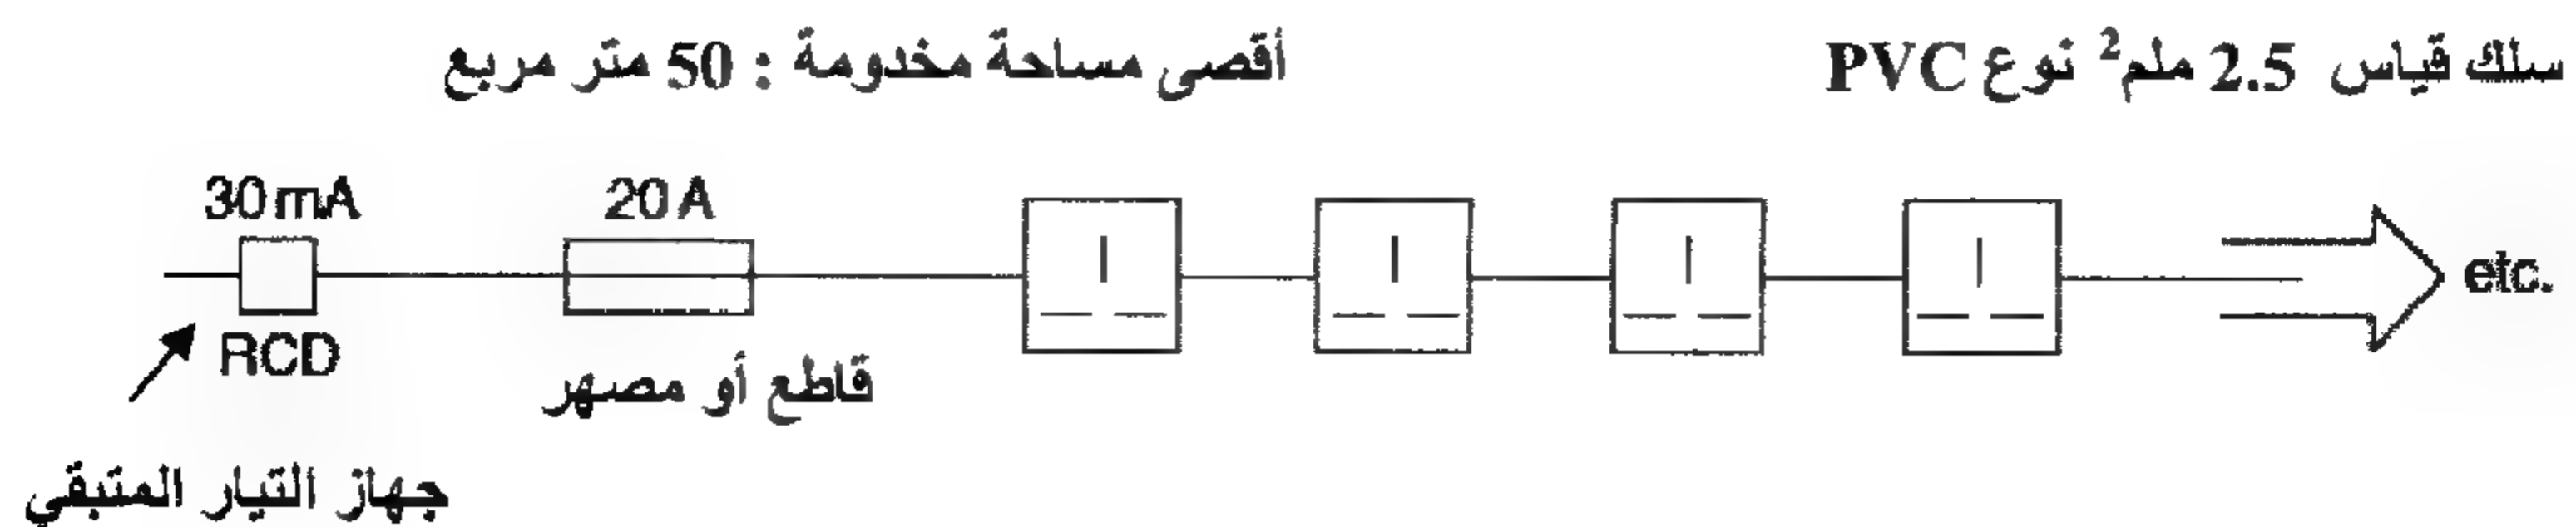 سلك قياس 2.5 ملم² نوع PVC
أقصى مساحة مخدومة : 50 متر مربع
30 mA
20 A
RCD
etc.
قاطع أو مصهر
جهاز التيار المتبقي